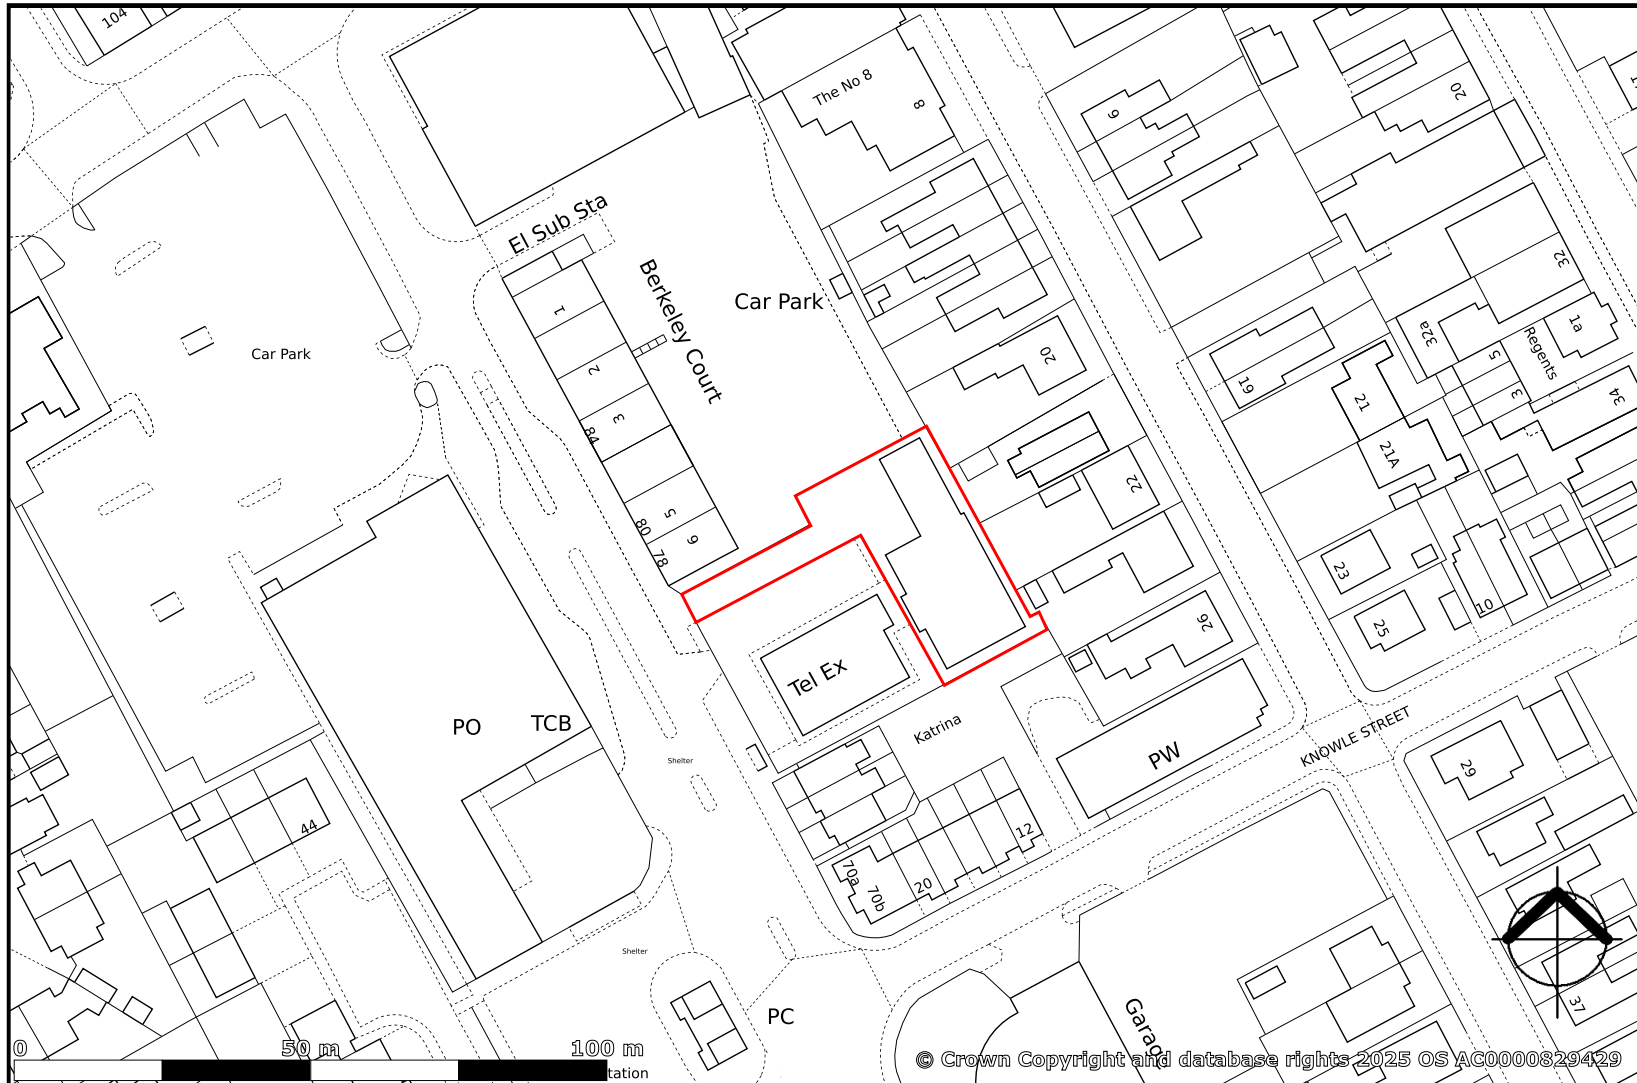 104
The No 8
8
9
20
El Sub Sta
Berkeley Court
Car Park
Car Park
1
2
3
84
5
80
6
78
20
32
32a
1a
Regents
5
3
34
19
21
21A
22
23
25
10
26
Tel Ex
Katrina
PO
TCB
Shelter
PW
KNOWLE STREET
29
44
12
20
70a
70b
Shelter
PC
37
0
50 m
100 m
tation
© Crown Copyright and database rights 2025 OS AC0000829429